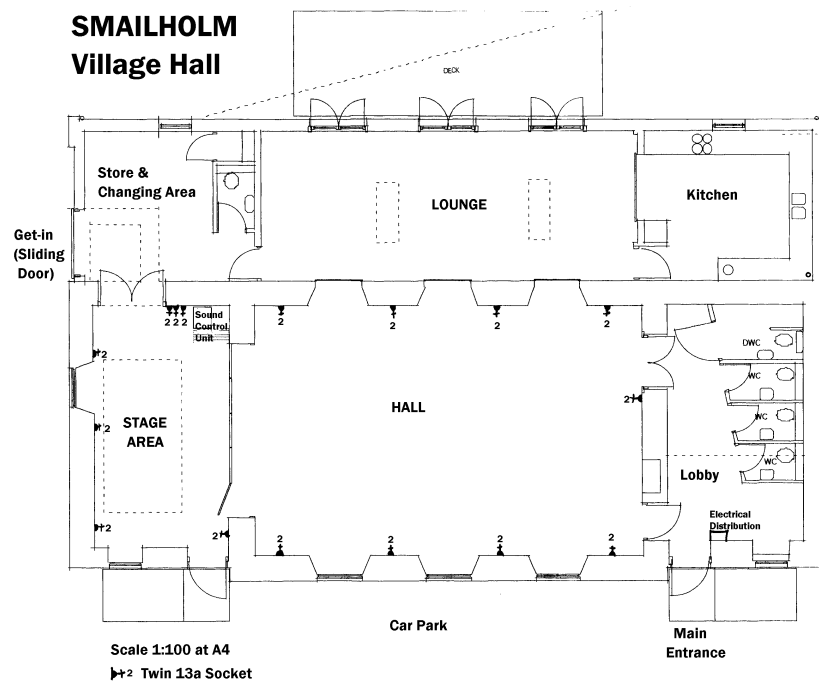 SMAILHOLM
Village Hall
DECK
Store &
Changing Area
LOUNGE
Kitchen
Get-in
(Sliding
Door)
2 2 2
Sound
Control
Unit
2
2
2
2
DWC
2
WC
2
HALL
WC
STAGE
AREA
2
WC
Lobby
Electrical
Distribution
2
2
2
2
2
2
Car Park
Main
Entrance
Scale 1:100 at A4
2 Twin 13a Socket